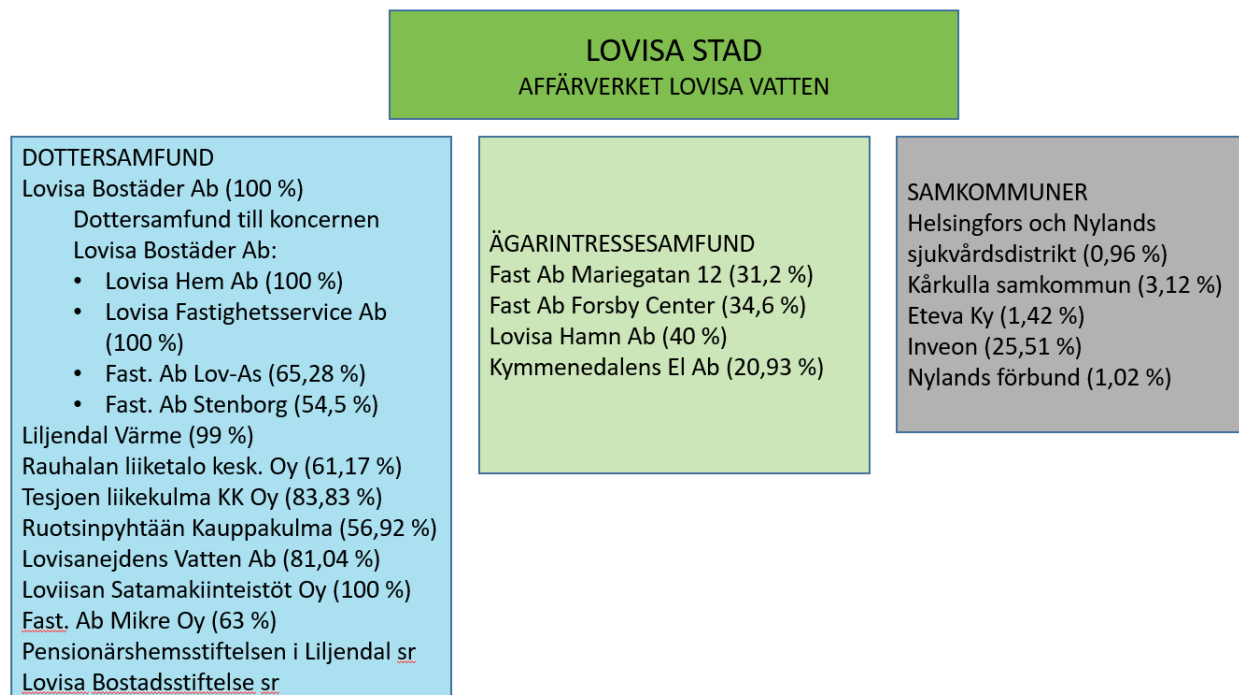 LOVISA STAD
AFFÄRVERKET LOVISA VATTEN
DOTTERSAMFUND
Lovisa Bostäder Ab (100 %)
Dottersamfund till koncernen
Lovisa Bostäder Ab:
• Lovisa Hem Ab (100 %)
• Lovisa Fastighetsservice Ab
(100 %)
• Fast. Ab Lov-As (65,28 %)
• Fast. Ab Stenborg (54,5 %)
Liljendal Värme (99 %)
Rauhalan liiketalo kesk. Oy (61,17 %)
Tesjoen liikekulma KK Oy (83,83 %)
Ruotsinpyhtään Kauppakulma (56,92 %)
Lovisanejdens Vatten Ab (81,04 %)
Loviisan Satamakiinteistöt Oy (100 %)
Fast. Ab Mikre Oy (63 %)
Pensionärshemsstiftelsen i Liljendal sr
Lovisa Bostadsstiftelse sr
ÄGARINTRESSESAMFUND
Fast Ab Mariegatan 12 (31,2 %)
Fast Ab Forsby Center (34,6 %)
Lovisa Hamn Ab (40 %)
Kymmenedalens El Ab (20,93 %)
SAMKOMMUNER
Helsingfors och Nylands
sjukvårdsdistrikt (0,96 %)
Kårkulla samkommun (3,12 %)
Eteva Ky (1,42 %)
Inveon (25,51 %)
Nylands förbund (1,02 %)